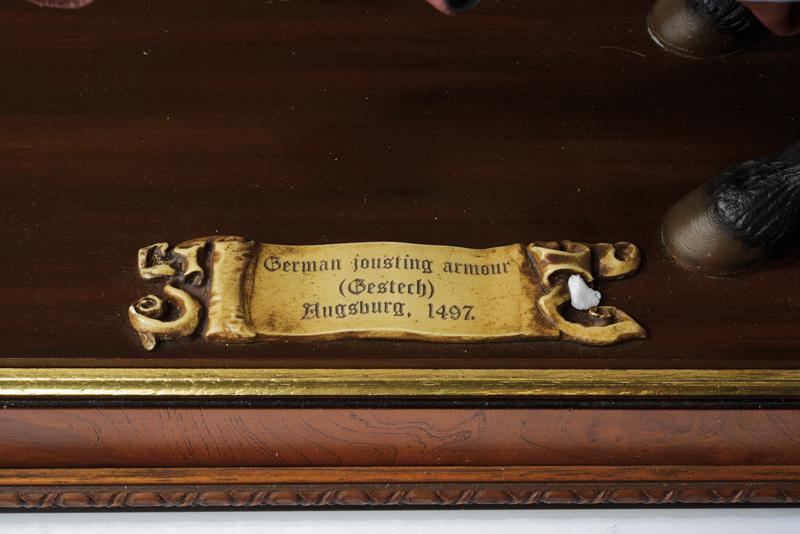 German jousting armour
(Gestech)
Augsburg, 1497.